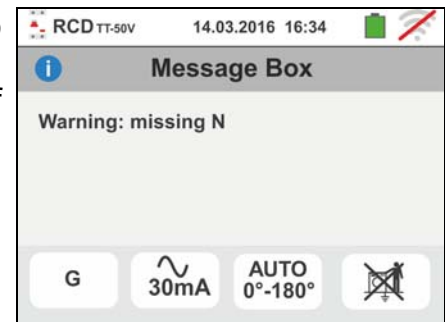 RCD TT-50V 14.03.2016 16:34
Message Box
Warning: missing N
G 30mA AUTO
0°-180°